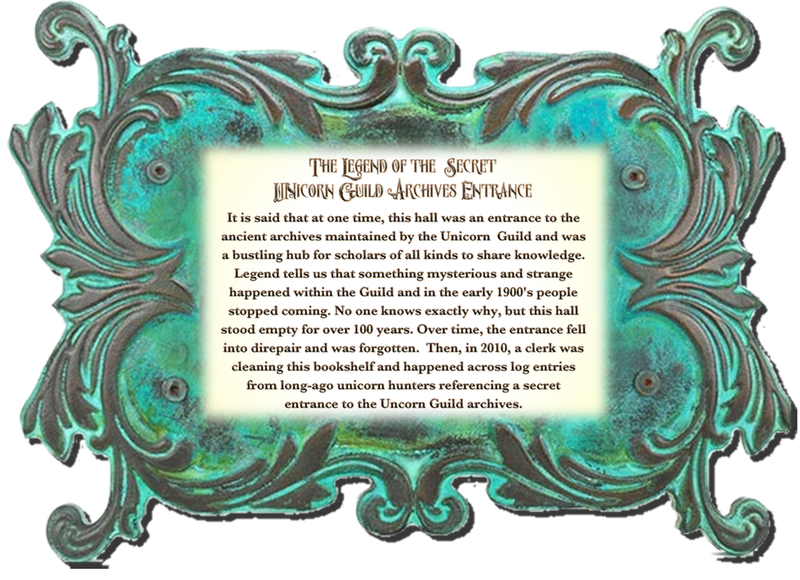 The Legend of the Secret
Unicorn Guild Archives Entrance
It is said that at one time, this hall was an entrance to the
ancient archives maintained by the Unicorn Guild and was
a bustling hub for scholars of all kinds to share knowledge.
Legend tells us that something mysterious and strange
happened within the Guild and in the early 1900's people
stopped coming. No one knows exactly why, but this hall
stood empty for over 100 years. Over time, the entrance fell
into direpair and was forgotten. Then, in 2010, a clerk was
cleaning this bookshelf and happened across log entries
from long-ago unicorn hunters referencing a secret
entrance to the Uncorn Guild archives.